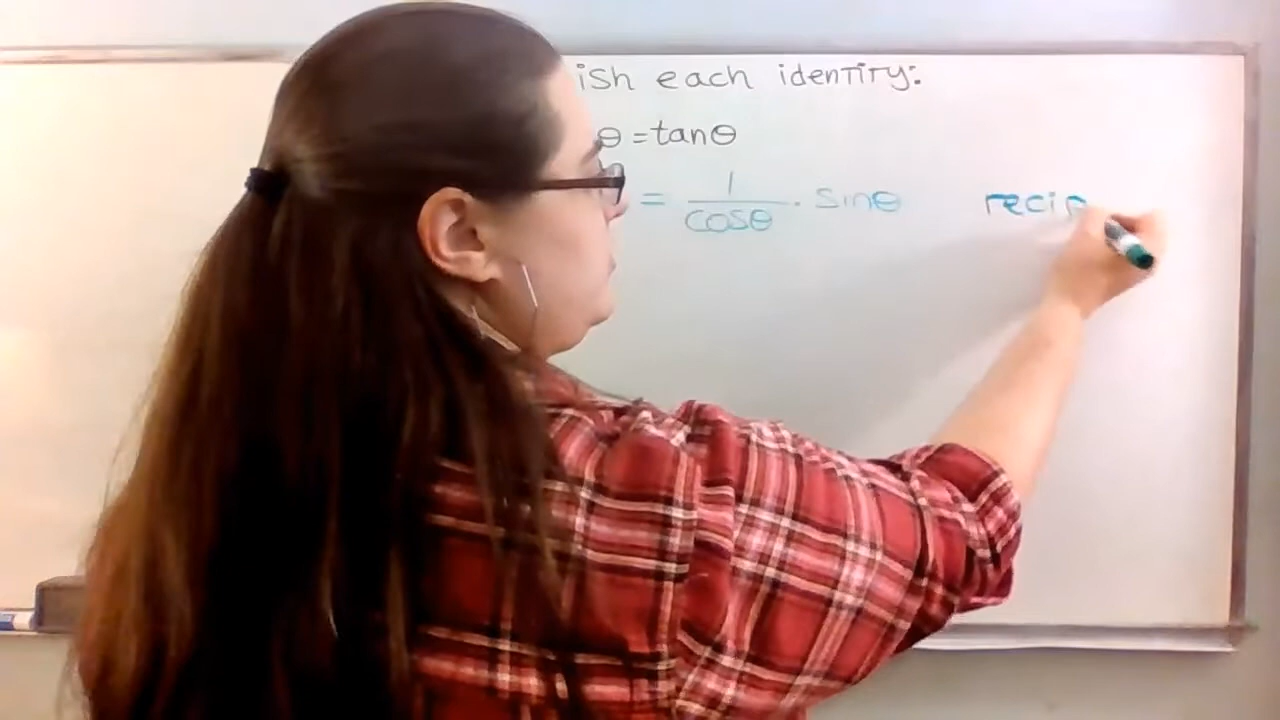 ish each identity:
θ = tanθ
= 1/cosθ · sinθ recip